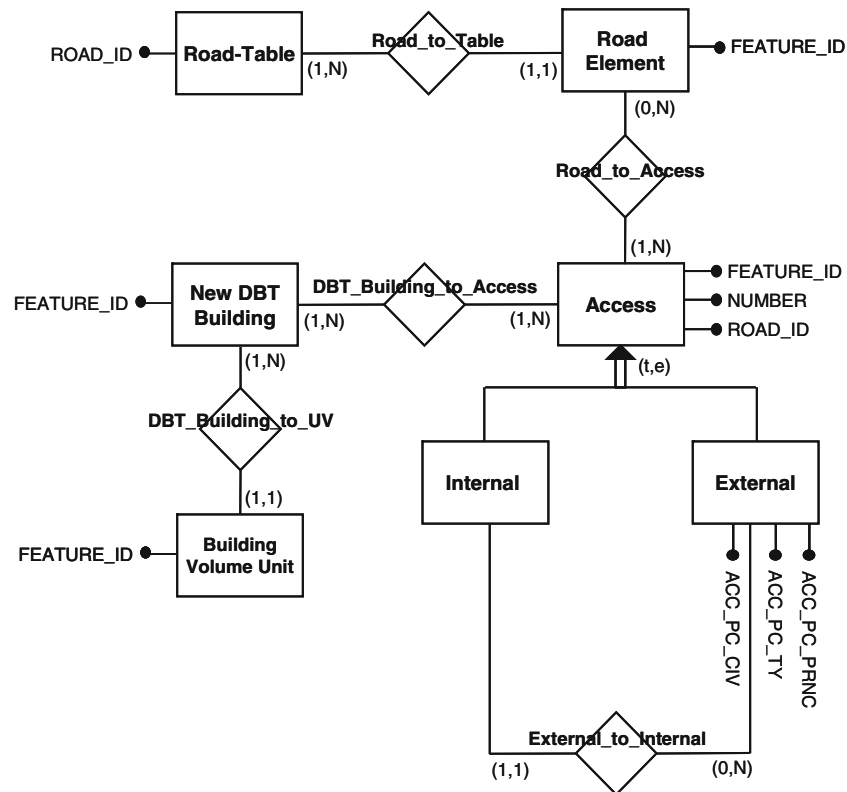 ROAD_ID
Road-Table
(1,N)
Road_to_Table
(1,1)
Road
Element
FEATURE_ID
(0,N)
Road_to_Access
(1,N)
FEATURE_ID
New DBT
Building
(1,N)
DBT_Building_to_Access
(1,N)
Access
FEATURE_ID
NUMBER
ROAD_ID
(1,N)
DBT_Building_to_UV
(1,1)
FEATURE_ID
Building
Volume Unit
(t,e)
Internal
External
ACC_PC_CIV
ACC_PC_TY
ACC_PC_PRNC
External_to_Internal
(1,1)
(0,N)